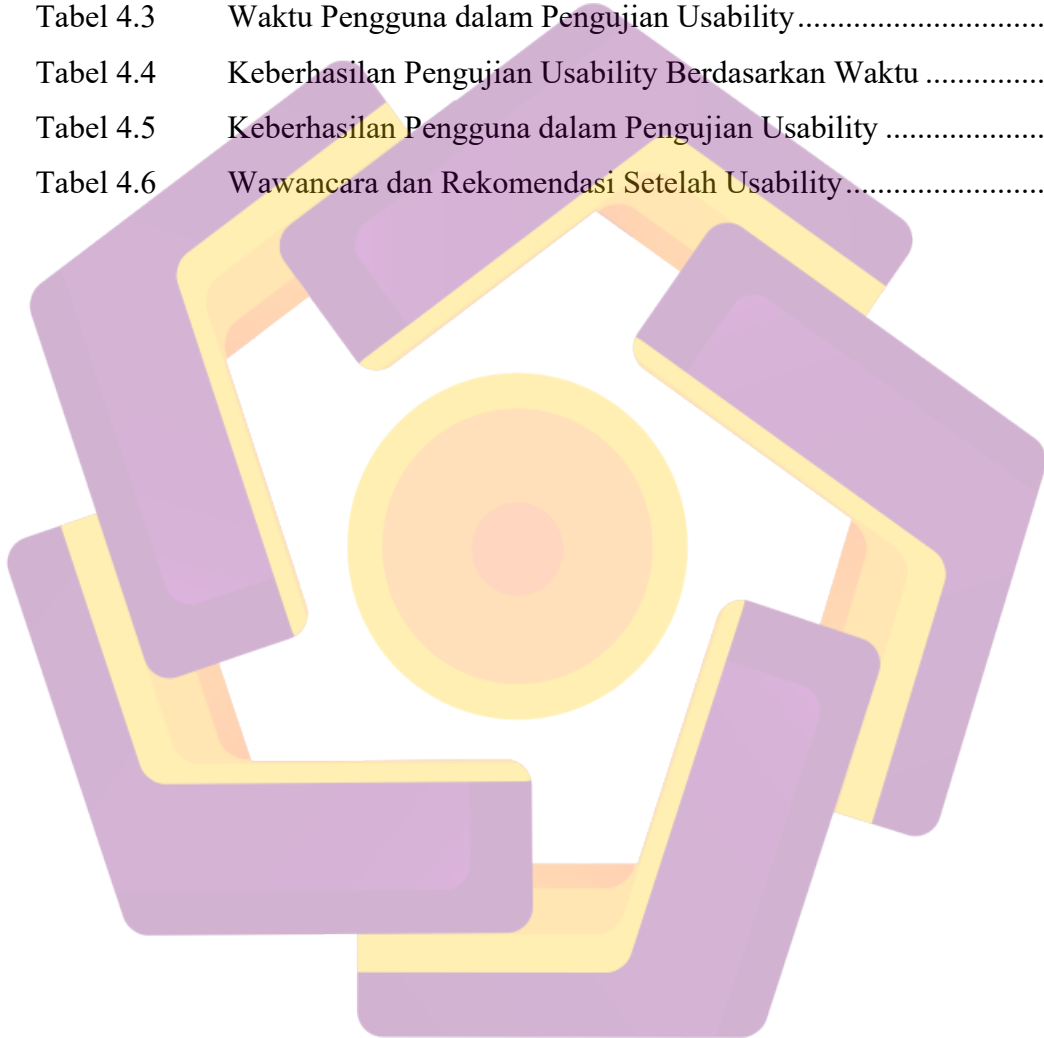 Tabel 4.3 Waktu Pengguna dalam Pengujian Usability................................
Tabel 4.4 Keberhasilan Pengujian Usability Berdasarkan Waktu ................
Tabel 4.5 Keberhasilan Pengguna dalam Pengujian Usability .....................
Tabel 4.6 Wawancara dan Rekomendasi Setelah Usability..........................